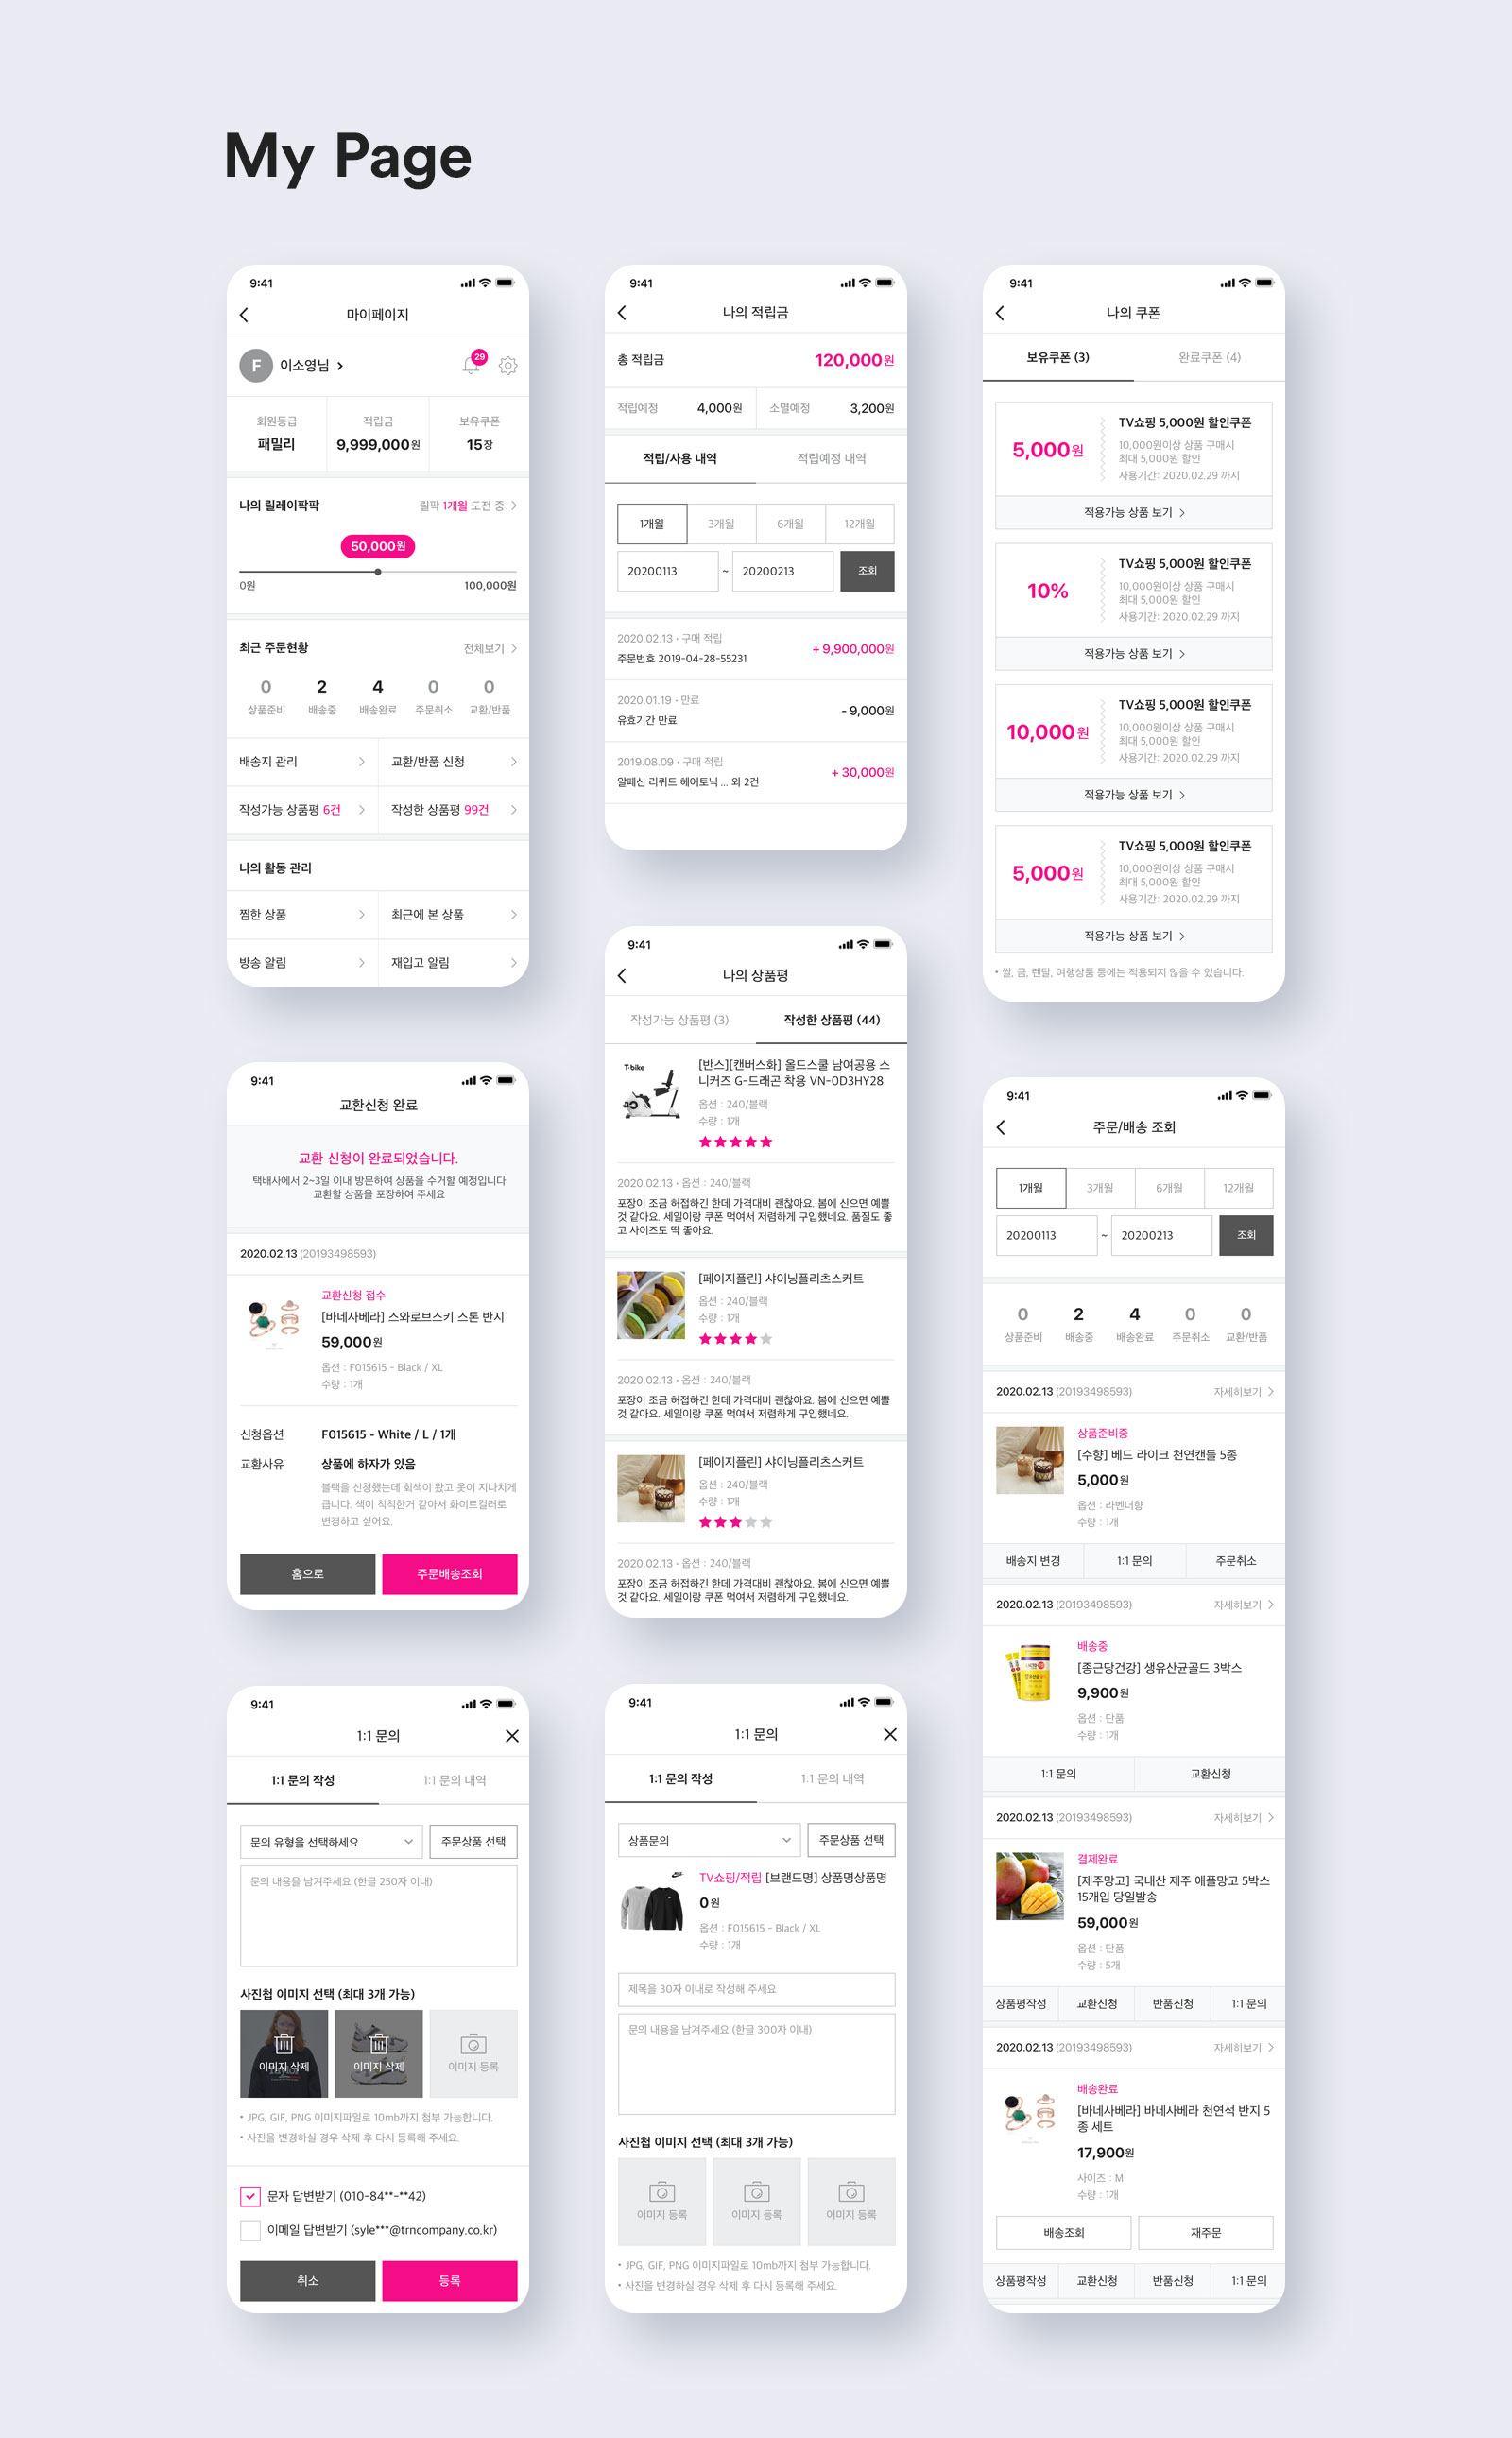 My Page
9:41
마이페이지
F 이소영님
29
회원등급 적립금 보유쿠폰
패밀리 9,999,000원 15장
나의 릴레이팍팍 릴팍 1개월 도전 중
50,000원
0원 100,000원
최근 주문현황 전체보기
0 2 4 0 0
상품준비 배송중 배송완료 주문취소 교환/반품
배송지 관리 교환/반품 신청
작성가능 상품평 6건 작성한 상품평 99건
나의 활동 관리
찜한 상품 최근에 본 상품
방송 알림 재입고 알림
9:41
교환신청 완료
교환 신청이 완료되었습니다.
택배사에서 2~3일 이내 방문하여 상품을 수거할 예정입니다
교환할 상품을 포장하여 주세요
2020.02.13 (20193498593)
교환신청 접수
[바네사베라] 스와로브스키 스톤 반지
59,000원
옵션 : F015615 - Black / XL
수량 : 1개
신청옵션 F015615 - White / L / 1개
교환사유 상품에 하자가 있음
블랙을 신청했는데 회색이 왔고 옷이 지나치게
큽니다. 색이 칙칙한거 같아서 화이트컬러로
변경하고 싶어요.
홈으로 주문배송조회
9:41
1:1 문의
1:1 문의 작성 1:1 문의 내역
문의 유형을 선택하세요 주문상품 선택
문의 내용을 남겨주세요 (한글 250자 이내)
사진첩 이미지 선택 (최대 3개 가능)
이미지 삭제 이미지 삭제 이미지 등록
• JPG, GIF, PNG 이미지파일로 10mb까지 첨부 가능합니다.
• 사진을 변경하실 경우 삭제 후 다시 등록해 주세요.
문자 답변받기 (010-84**-**42)
이메일 답변받기 (syle***@trncompany.co.kr)
취소 등록
9:41
나의 적립금
총 적립금 120,000원
적립예정 4,000원 소멸예정 3,200원
적립/사용 내역 적립예정 내역
1개월 3개월 6개월 12개월
20200113 ~ 20200213 조회
2020.02.13 • 구매 적립
주문번호 2019-04-28-55231
+ 9,900,000원
2020.01.19 • 만료
유효기간 만료
- 9,000원
2019.08.09 • 구매 적립
알페신 리퀴드 헤어토닉 ... 외 2건
+ 30,000원
9:41
나의 상품평
작성가능 상품평 (3) 작성한 상품평 (44)
T-bike
[반스][캔버스화] 올드스쿨 남여공용 스
니커즈 G-드래곤 착용 VN-0D3HY28
옵션 : 240/블랙
수량 : 1개
2020.02.13 • 옵션 : 240/블랙
포장이 조금 허접하긴 한데 가격대비 괜찮아요. 봄에 신으면 예쁠
것 같아요. 세일이랑 쿠폰 먹여서 저렴하게 구입했네요. 품질도 좋
고 사이즈도 딱 좋아요.
[페이지플린] 샤이닝플리츠스커트
옵션 : 240/블랙
수량 : 1개
2020.02.13 • 옵션 : 240/블랙
포장이 조금 허접하긴 한데 가격대비 괜찮아요. 봄에 신으면 예쁠
것 같아요. 세일이랑 쿠폰 먹여서 저렴하게 구입했네요.
[페이지플린] 샤이닝플리츠스커트
옵션 : 240/블랙
수량 : 1개
2020.02.13 • 옵션 : 240/블랙
포장이 조금 허접하긴 한데 가격대비 괜찮아요. 봄에 신으면 예쁠
것 같아요. 세일이랑 쿠폰 먹여서 저렴하게 구입했네요.
9:41
1:1 문의
1:1 문의 작성 1:1 문의 내역
상품문의 주문상품 선택
TV쇼핑/적립 [브랜드명] 상품명상품명
0원
옵션 : F015615 - Black / XL
수량 : 1개
제목을 30자 이내로 작성해 주세요
문의 내용을 남겨주세요 (한글 300자 이내)
사진첩 이미지 선택 (최대 3개 가능)
이미지 등록 이미지 등록 이미지 등록
• JPG, GIF, PNG 이미지파일로 10mb까지 첨부 가능합니다.
• 사진을 변경하실 경우 삭제 후 다시 등록해 주세요.
9:41
나의 쿠폰
보유쿠폰 (3) 완료쿠폰 (4)
5,000원
TV쇼핑 5,000원 할인쿠폰
10,000원이상 상품 구매시
최대 5,000원 할인
사용기간: 2020.02.29 까지
적용가능 상품 보기
10%
TV쇼핑 5,000원 할인쿠폰
10,000원이상 상품 구매시
최대 5,000원 할인
사용기간: 2020.02.29 까지
적용가능 상품 보기
10,000원
TV쇼핑 5,000원 할인쿠폰
10,000원이상 상품 구매시
최대 5,000원 할인
사용기간: 2020.02.29 까지
적용가능 상품 보기
5,000원
TV쇼핑 5,000원 할인쿠폰
10,000원이상 상품 구매시
최대 5,000원 할인
사용기간: 2020.02.29 까지
적용가능 상품 보기
• 쌀, 금, 렌탈, 여행상품 등에는 적용되지 않을 수 있습니다.
9:41
주문/배송 조회
1개월 3개월 6개월 12개월
20200113 ~ 20200213 조회
0 2 4 0 0
상품준비 배송중 배송완료 주문취소 교환/반품
2020.02.13 (20193498593) 자세히보기
상품준비중
[수향] 베드 라이크 천연캔들 5종
5,000원
옵션 : 라벤더향
수량 : 1개
배송지 변경 1:1 문의 주문취소
2020.02.13 (20193498593) 자세히보기
배송중
[종근당건강] 생유산균골드 3박스
9,900원
옵션 : 단품
수량 : 1개
1:1 문의 교환신청
2020.02.13 (20193498593) 자세히보기
결제완료
[제주망고] 국내산 제주 애플망고 5박스
15개입 당일발송
59,000원
옵션 : 단품
수량 : 5개
상품평작성 교환신청 반품신청 1:1 문의
2020.02.13 (20193498593) 자세히보기
배송완료
[바네사베라] 바네사베라 천연석 반지 5
종 세트
17,900원
사이즈 : M
수량 : 1개
배송조회 재주문
상품평작성 교환신청 반품신청 1:1 문의